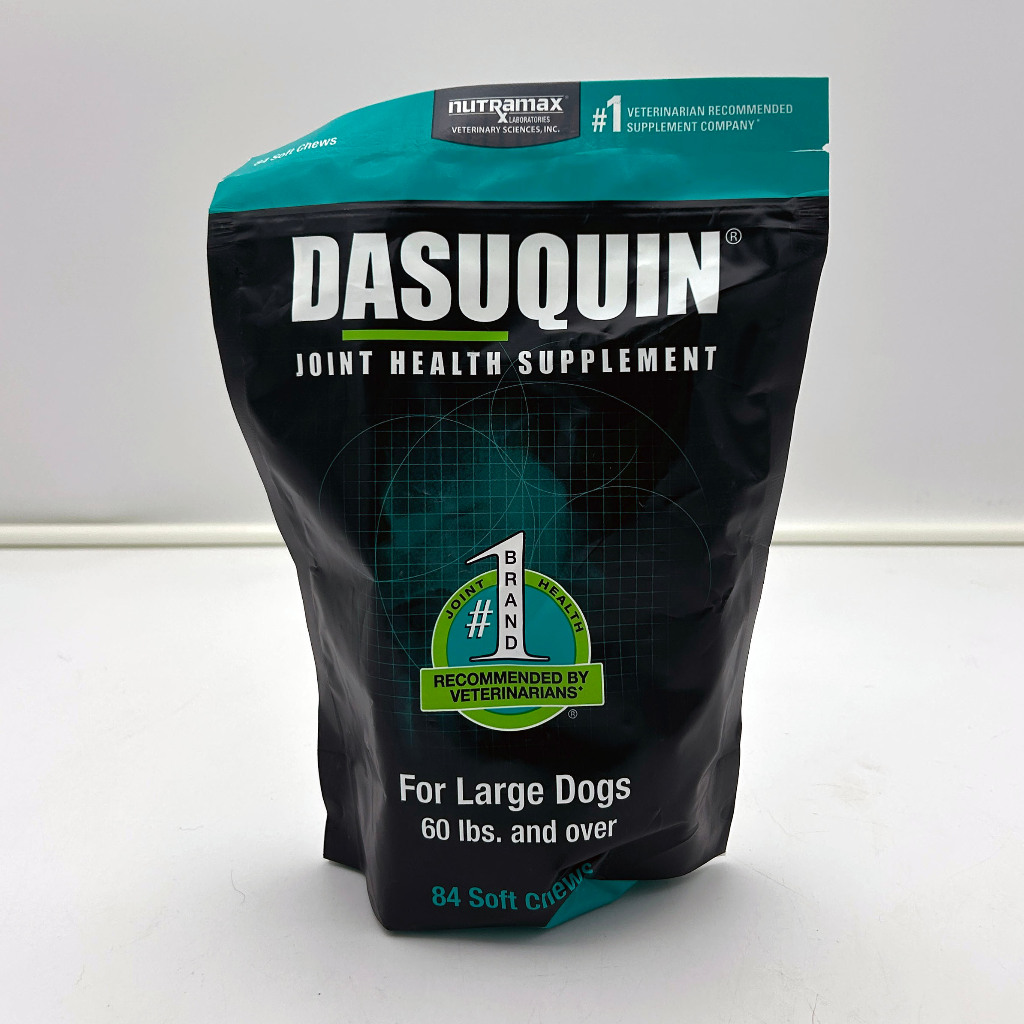 nutramax
LABORATORIES
VETERINARY SCIENCES, INC.
#1 VETERINARIAN RECOMMENDED
SUPPLEMENT COMPANY*
84 Soft Chews
DASUQUIN®
JOINT HEALTH SUPPLEMENT
JOINT HEALTH
#1 BRAND
RECOMMENDED BY
VETERINARIANS+
®
For Large Dogs
60 lbs. and over
84 Soft Chews